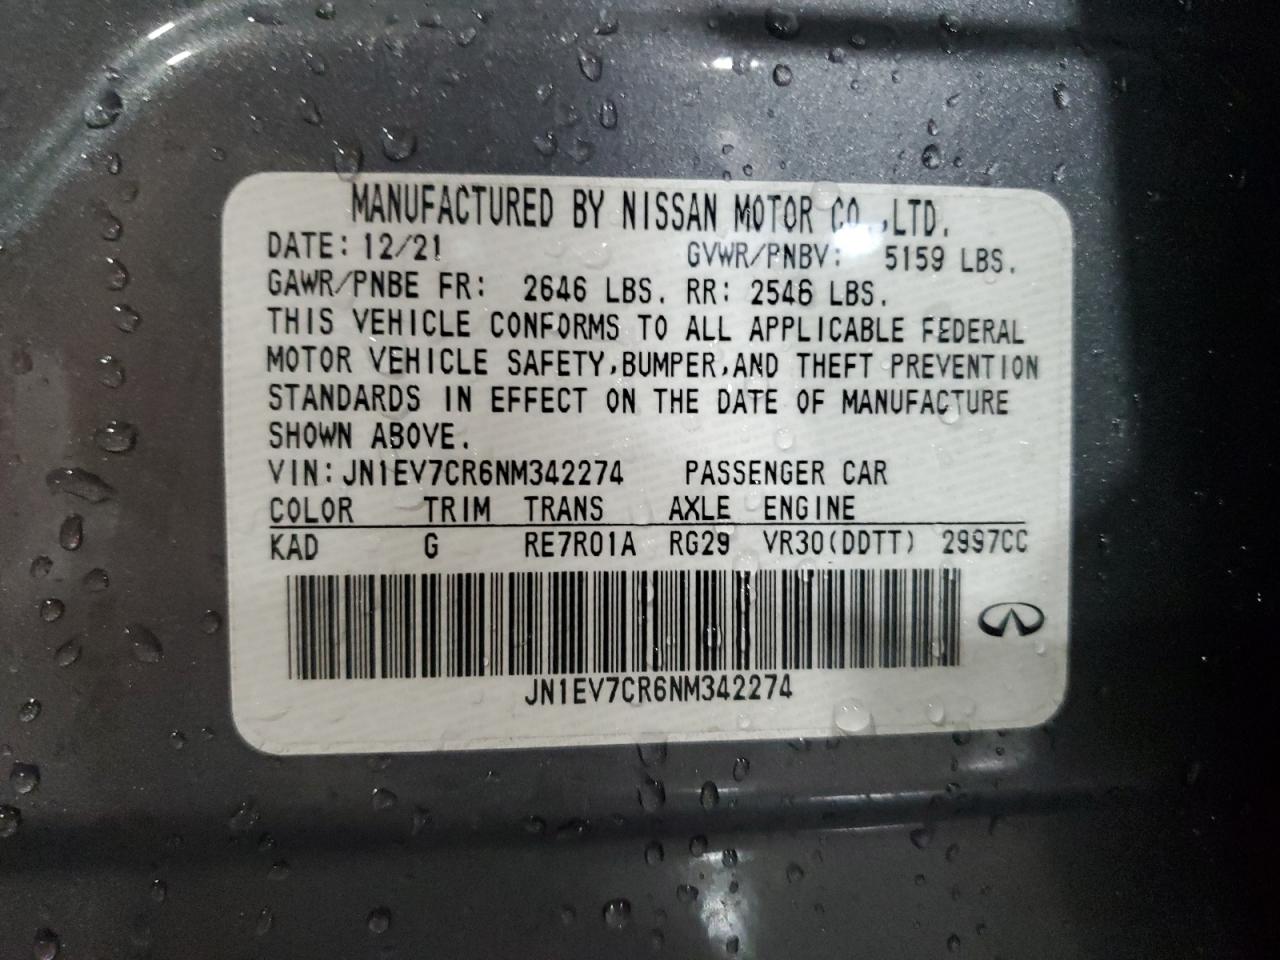 MANUFACTURED BY NISSAN MOTOR CO.,LTD.
DATE: 12/21 GVWR/PNBV: 5159 LBS.
GAWR/PNBE FR: 2646 LBS. RR: 2546 LBS.
THIS VEHICLE CONFORMS TO ALL APPLICABLE FEDERAL
MOTOR VEHICLE SAFETY,BUMPER,AND THEFT PREVENTION
STANDARDS IN EFFECT ON THE DATE OF MANUFACTURE
SHOWN ABOVE.
VIN: JN1EV7CR6NM342274 PASSENGER CAR
COLOR TRIM TRANS AXLE ENGINE
KAD G RE7R01A RG29 VR30(DDTT) 2997CC
JN1EV7CR6NM342274